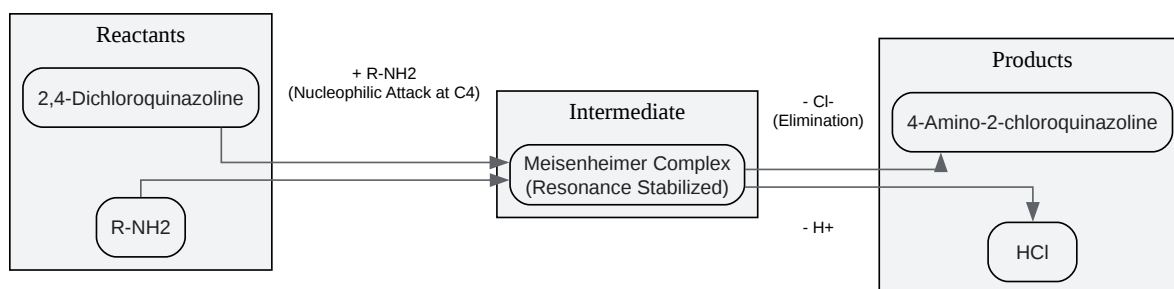 Reactants
2,4-Dichloroquinazoline
R-NH2
+ R-NH2
(Nucleophilic Attack at C4)
Intermediate
Meisenheimer Complex
(Resonance Stabilized)
- Cl-
(Elimination)
- H+
Products
4-Amino-2-chloroquinazoline
HCl